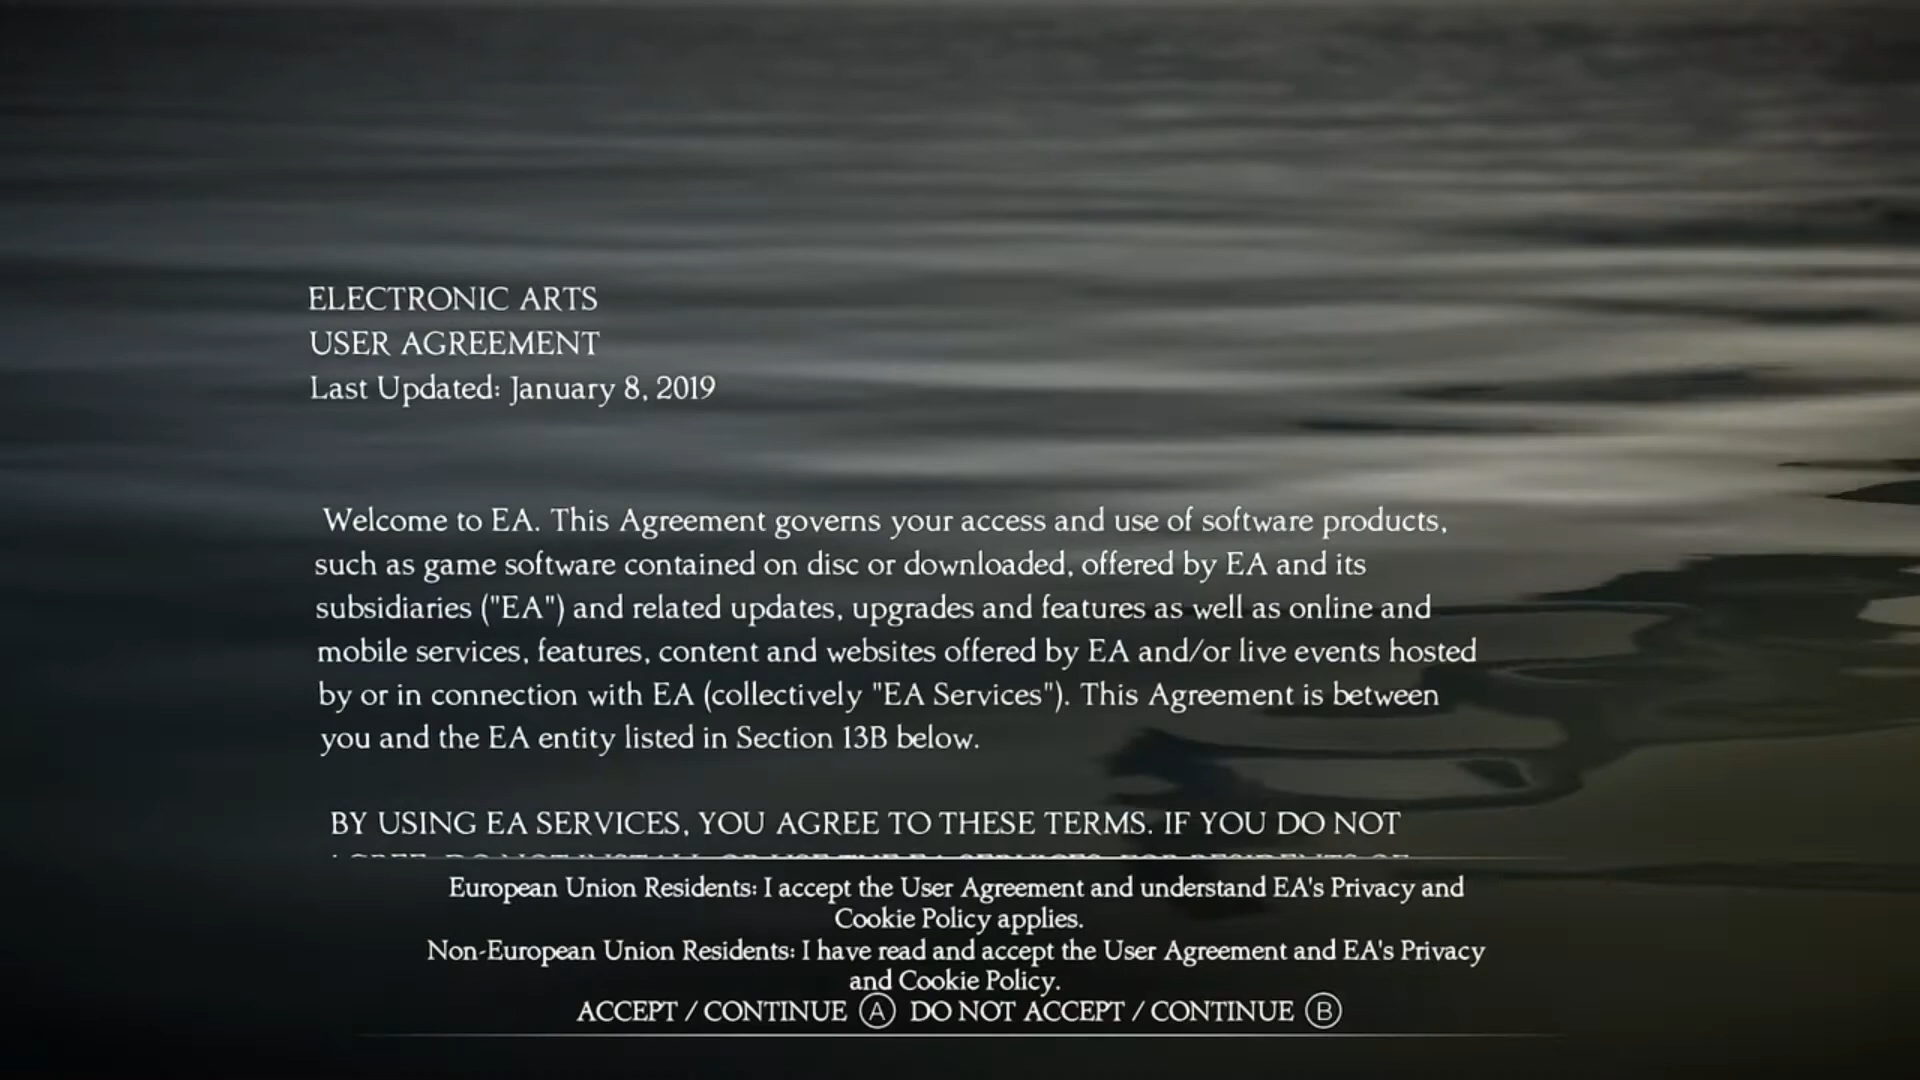 ELECTRONIC ARTS
USER AGREEMENT
Last Updated: January 8, 2019
Welcome to EA. This Agreement governs your access and use of software products,
such as game software contained on disc or downloaded, offered by EA and its
subsidiaries ("EA") and related updates, upgrades and features as well as online and
mobile services, features, content and websites offered by EA and/or live events hosted
by or in connection with EA (collectively "EA Services"). This Agreement is between
you and the EA entity listed in Section 13B below.
BY USING EA SERVICES, YOU AGREE TO THESE TERMS. IF YOU DO NOT
European Union Residents: I accept the User Agreement and understand EA's Privacy and
Cookie Policy applies.
Non-European Union Residents: I have read and accept the User Agreement and EA's Privacy
and Cookie Policy.
ACCEPT / CONTINUE A DO NOT ACCEPT / CONTINUE B